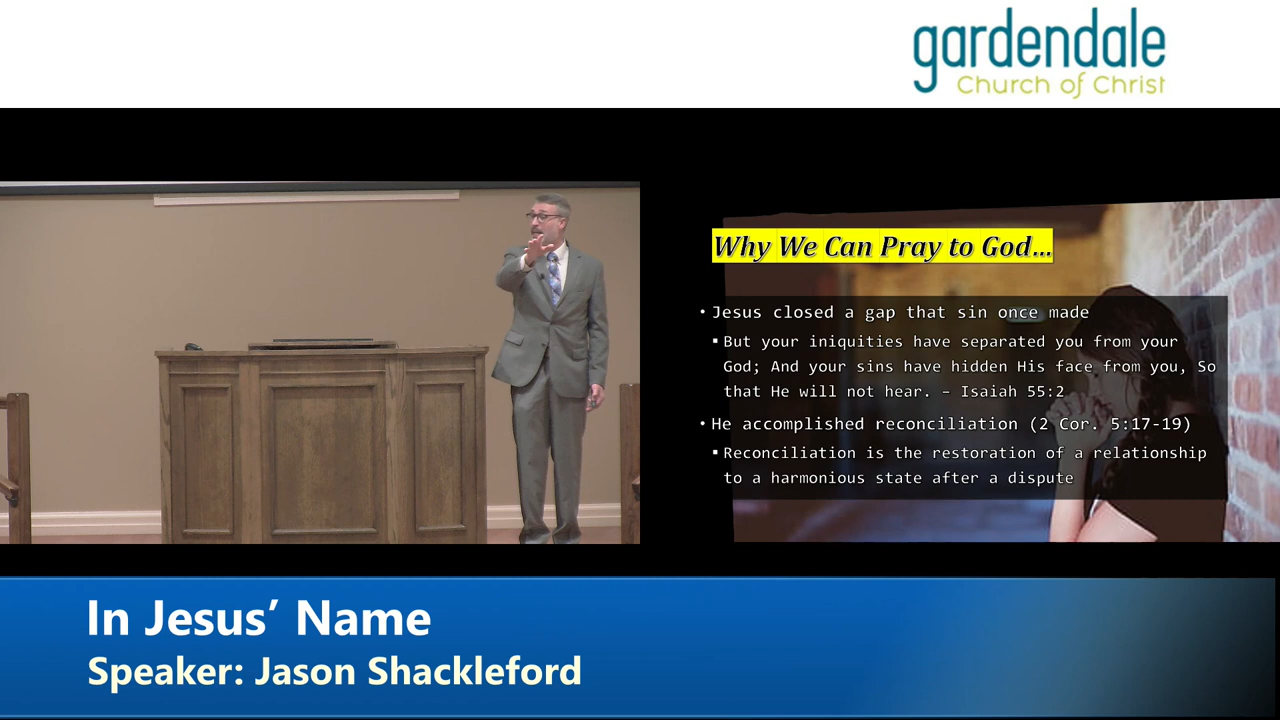 gardendale
Church of Christ
Why We Can Pray to God...
• Jesus closed a gap that sin once made
▪ But your iniquities have separated you from your
God; And your sins have hidden His face from you, So
that He will not hear. – Isaiah 55:2
• He accomplished reconciliation (2 Cor. 5:17-19)
▪ Reconciliation is the restoration of a relationship
to a harmonious state after a dispute
In Jesus’ Name
Speaker: Jason Shackleford